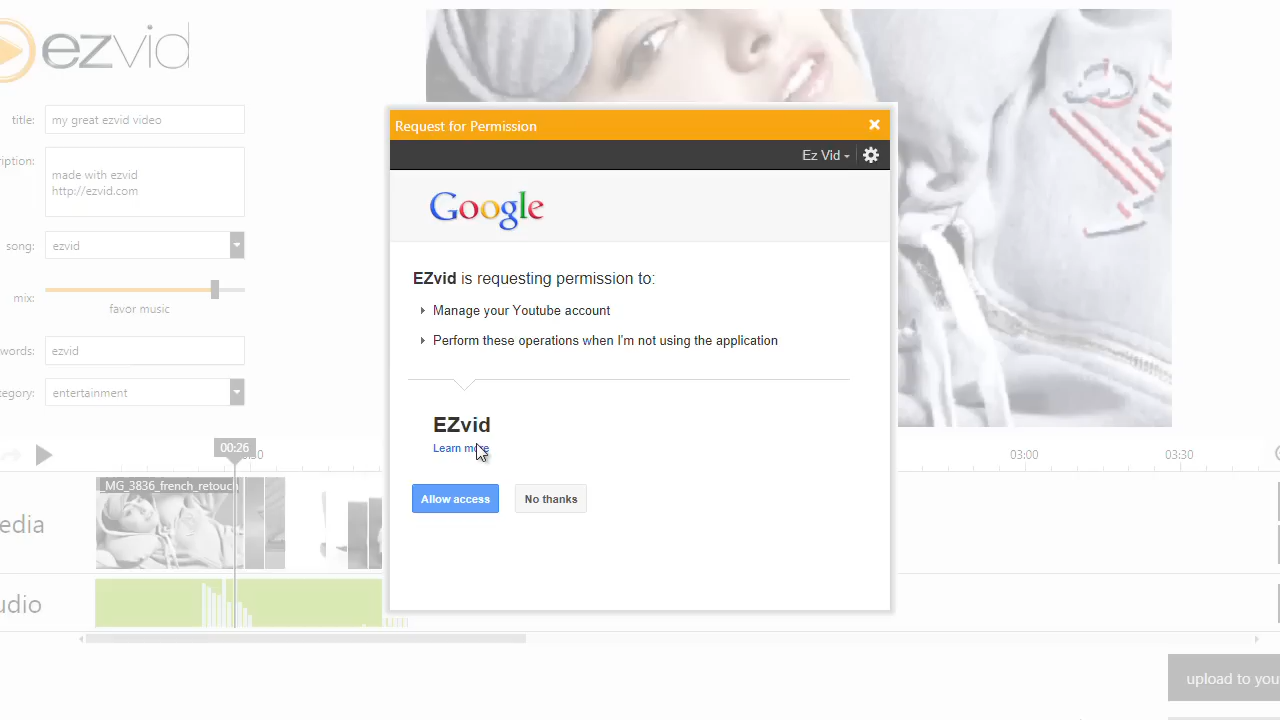 ezvid
title: my great ezvid video
ription: made with ezvid
http://ezvid.com
song: ezvid
mix:
favor music
words: ezvid
tegory: entertainment
Request for Permission
Ez Vid
Google
EZvid is requesting permission to:
Manage your Youtube account
Perform these operations when I'm not using the application
EZvid
Learn more
Allow access No thanks
00:26 03:00 03:30
_MG_3836_french_retouch
edia
udio
upload to you